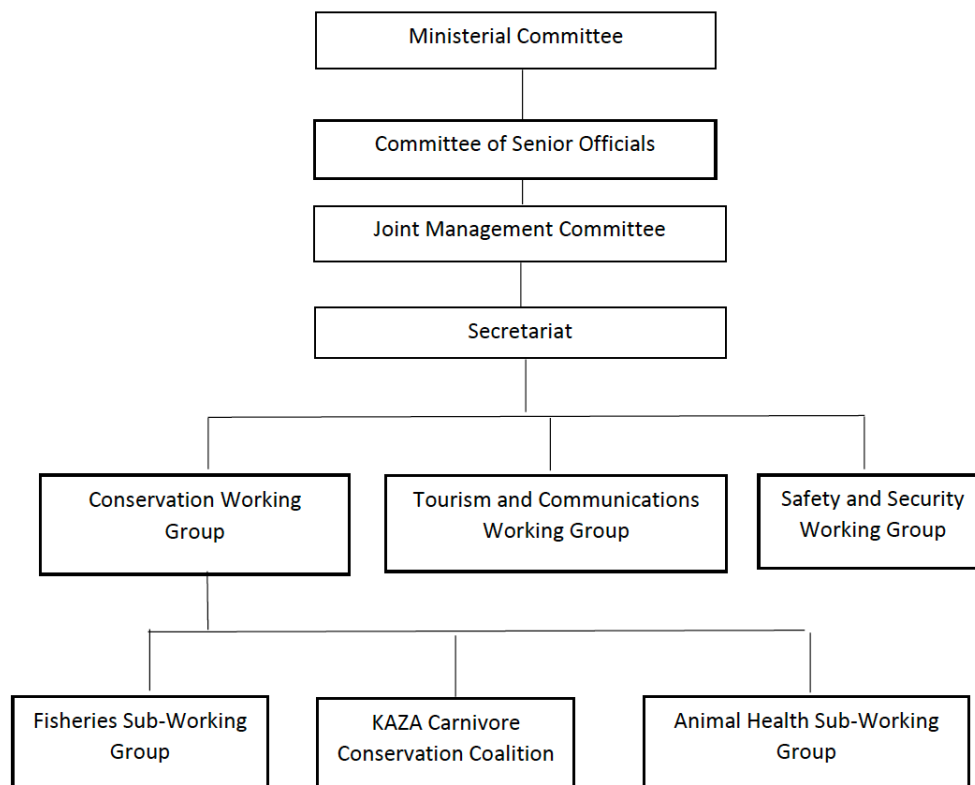 Ministerial Committee
Committee of Senior Officials
Joint Management Committee
Secretariat
Conservation Working
Group
Tourism and Communications
Working Group
Safety and Security
Working Group
Fisheries Sub-Working
Group
KAZA Carnivore
Conservation Coalition
Animal Health Sub-Working
Group